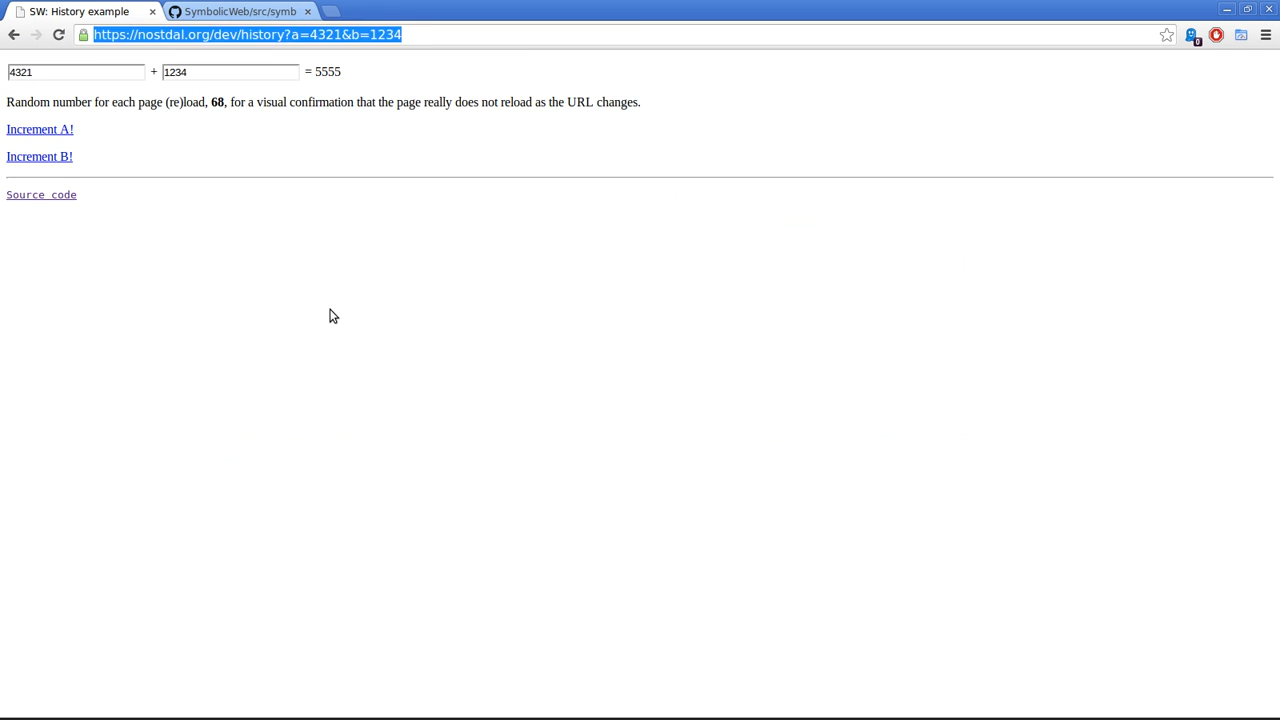 SW: History example
SymbolicWeb/src/symb
https://nostdal.org/dev/history?a=4321&b=1234
0
4321 + 1234 = 5555
Random number for each page (re)load, 68, for a visual confirmation that the page really does not reload as the URL changes.
Increment A!
Increment B!
Source code